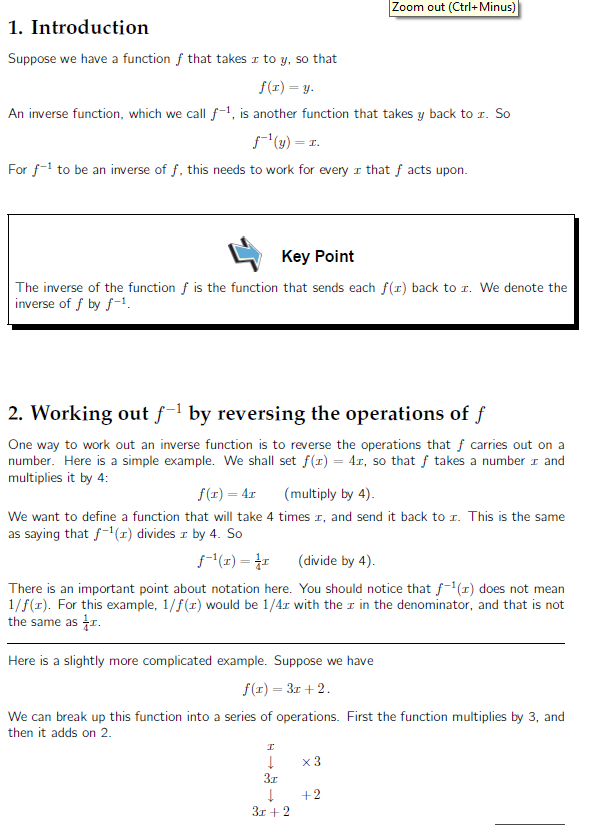 Zoom out (Ctrl+Minus)
1. Introduction
Suppose we have a function f that takes x to y, so that
f(x) = y.
An inverse function, which we call f⁻¹, is another function that takes y back to x. So
f⁻¹(y) = x.
For f⁻¹ to be an inverse of f, this needs to work for every x that f acts upon.
Key Point
The inverse of the function f is the function that sends each f(x) back to x. We denote the
inverse of f by f⁻¹.
2. Working out f⁻¹ by reversing the operations of f
One way to work out an inverse function is to reverse the operations that f carries out on a
number. Here is a simple example. We shall set f(x) = 4x, so that f takes a number x and
multiplies it by 4:
f(x) = 4x (multiply by 4).
We want to define a function that will take 4 times x, and send it back to x. This is the same
as saying that f⁻¹(x) divides x by 4. So
f⁻¹(x) = ¼x (divide by 4).
There is an important point about notation here. You should notice that f⁻¹(x) does not mean
1/f(x). For this example, 1/f(x) would be 1/4x with the x in the denominator, and that is not
the same as ¼x.
Here is a slightly more complicated example. Suppose we have
f(x) = 3x + 2.
We can break up this function into a series of operations. First the function multiplies by 3, and
then it adds on 2.
x
↓ × 3
3x
↓ + 2
3x + 2